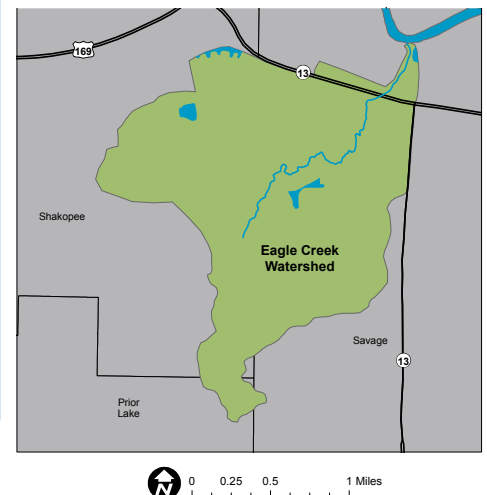 169
13
Shakopee
Eagle Creek
Watershed
Savage
13
Prior
Lake
N
0 0.25 0.5 1 Miles